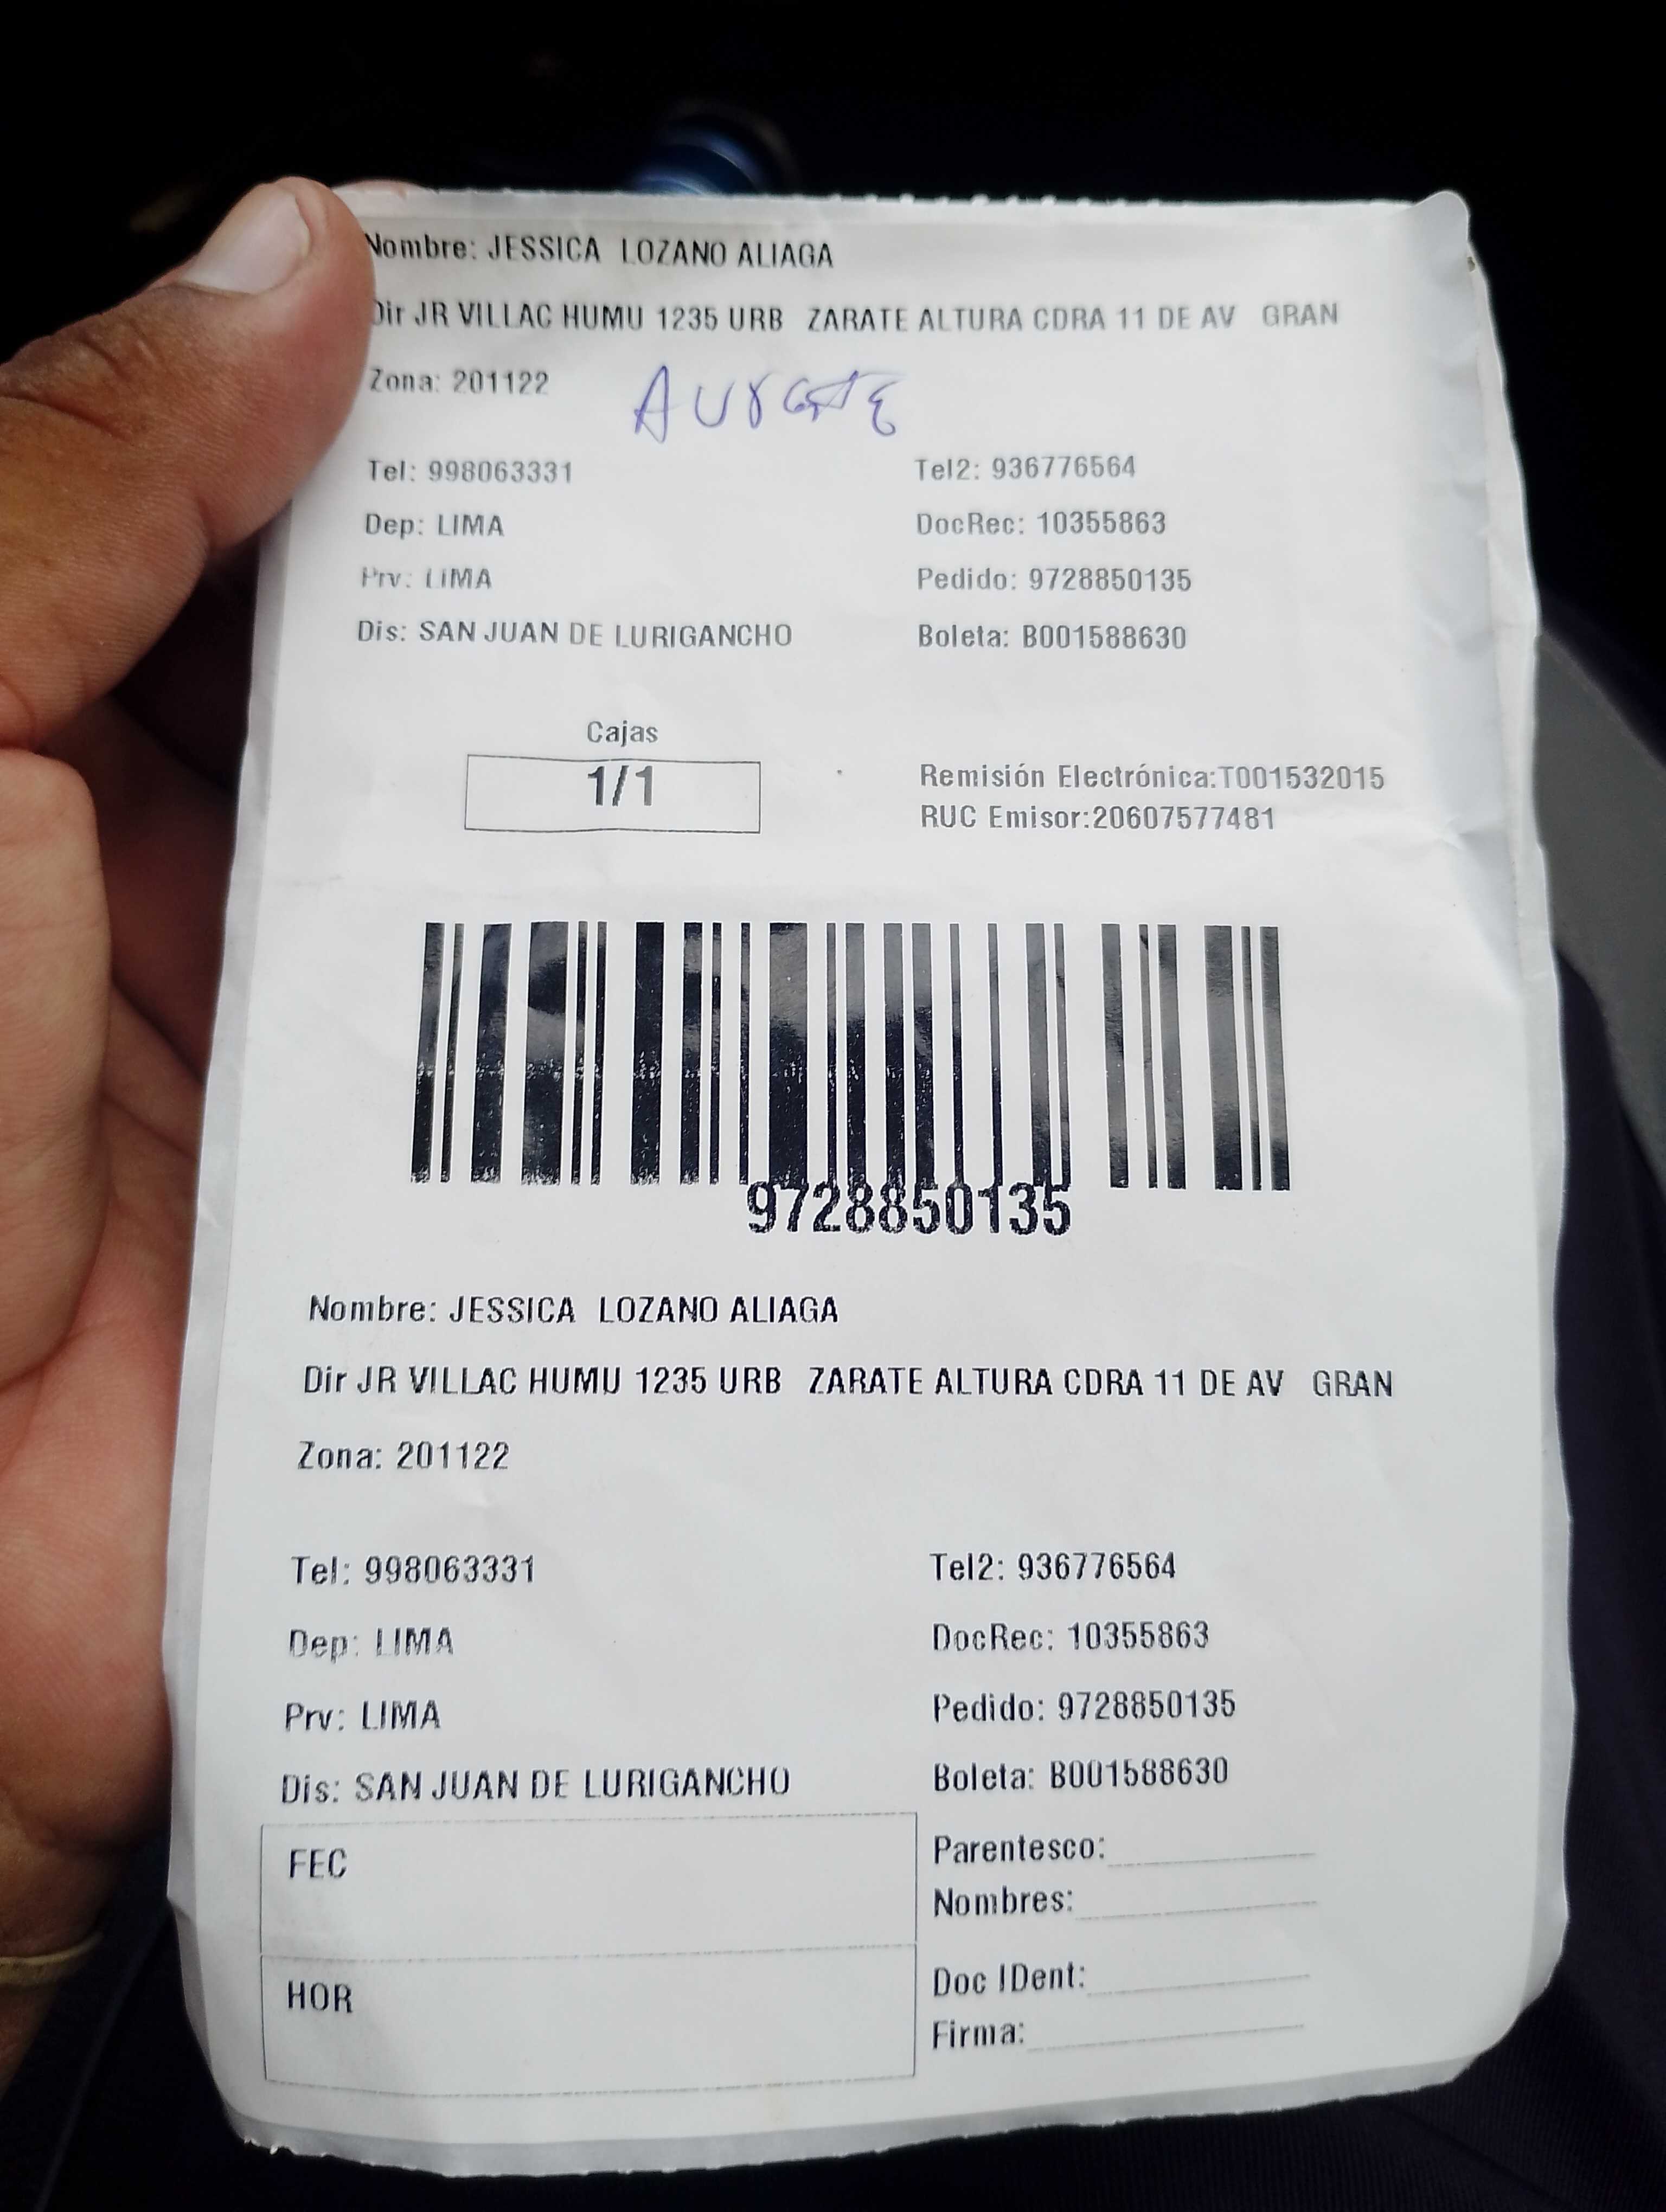 Nombre: JESSICA LOZANO ALIAGA
Dir JR VILLAC HUMU 1235 URB ZARATE ALTURA CDRA 11 DE AV GRAN
Zona: 201122
Tel: 998063331 Tel2: 936776564
Dep: LIMA DocRec: 10355863
Prv: LIMA Pedido: 9728850135
Dis: SAN JUAN DE LURIGANCHO Boleta: B001588630
Cajas
1/1
Remisión Electrónica:T001532015
RUC Emisor:20607577481
9728850135
Nombre: JESSICA LOZANO ALIAGA
Dir JR VILLAC HUMU 1235 URB ZARATE ALTURA CDRA 11 DE AV GRAN
Zona: 201122
Tel: 998063331 Tel2: 936776564
Dep: LIMA DocRec: 10355863
Prv: LIMA Pedido: 9728850135
Dis: SAN JUAN DE LURIGANCHO Boleta: B001588630
FEC
Parentesco:
Nombres:
HOR
Doc IDent:
Firma: